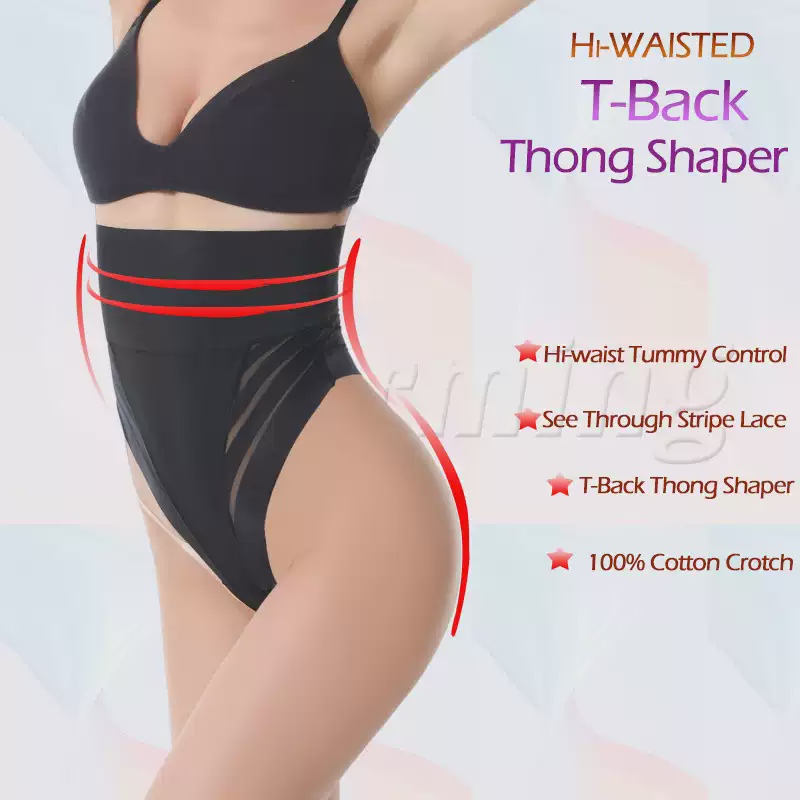 Hi-WAISTED
T-Back
Thong Shaper
Hi-waist Tummy Control
See Through Stripe Lace
T-Back Thong Shaper
100% Cotton Crotch